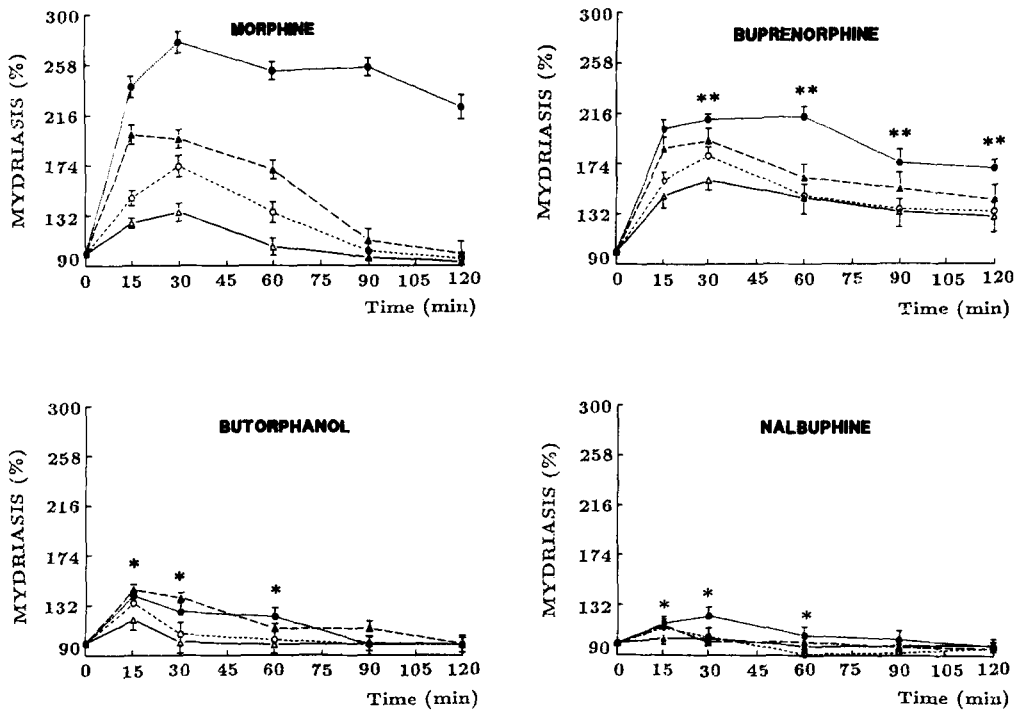 MORPHINE
MYDRIASIS (%)
300
258
216
174
132
90
0 15 30 45 60 75 90 105 120
Time (min)
BUPRENORPHINE
MYDRIASIS (%)
300
258
216
174
132
90
** ** ** **
0 15 30 45 60 75 90 105 120
Time (min)
BUTORPHANOL
MYDRIASIS (%)
300
258
216
174
132
90
* * *
0 15 30 45 60 75 90 105 120
Time (min)
NALBUPHINE
MYDRIASIS (%)
300
258
216
174
132
90
* * *
0 15 30 45 60 75 90 105 120
Time (min)